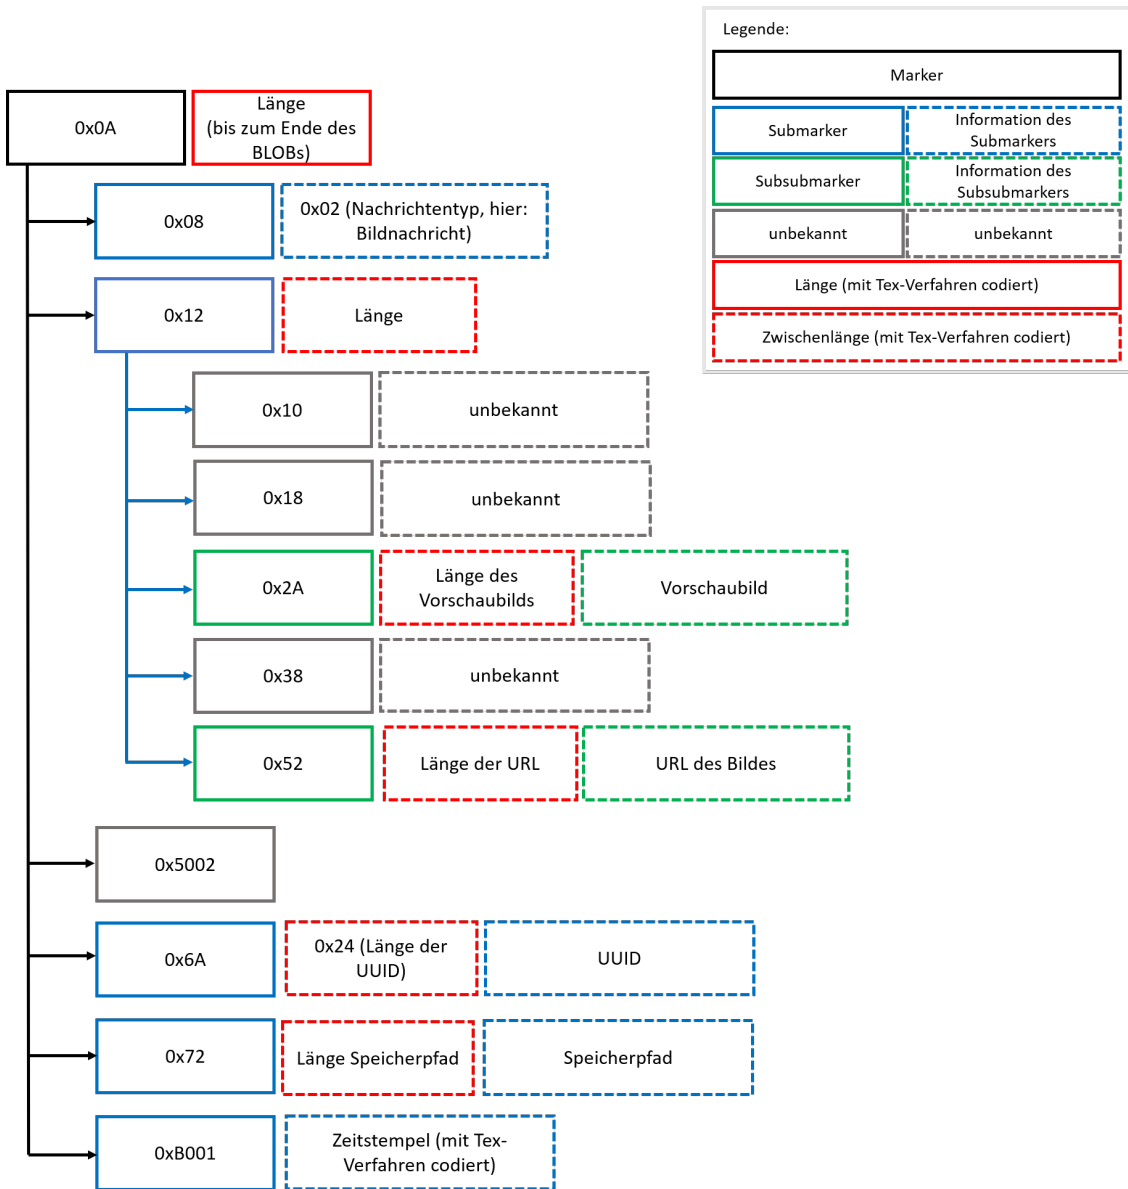 Legende:
Marker
Submarker
Information des
Submarkers
Subsubmarker
Information des
Subsubmarkers
unbekannt
unbekannt
Länge (mit Tex-Verfahren codiert)
Zwischenlänge (mit Tex-Verfahren codiert)
0x0A
Länge
(bis zum Ende des
BLOBs)
0x08
0x02 (Nachrichtentyp, hier:
Bildnachricht)
0x12
Länge
0x10
unbekannt
0x18
unbekannt
0x2A
Länge des
Vorschaubilds
Vorschaubild
0x38
unbekannt
0x52
Länge der URL
URL des Bildes
0x5002
0x6A
0x24 (Länge der
UUID)
UUID
0x72
Länge Speicherpfad
Speicherpfad
0xB001
Zeitstempel (mit Tex-
Verfahren codiert)